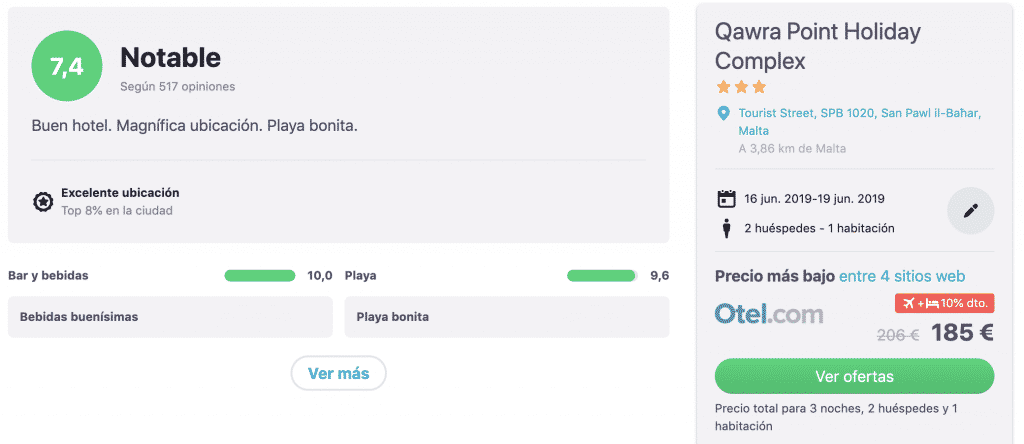 7,4
Notable
Según 517 opiniones
Buen hotel. Magnífica ubicación. Playa bonita.
Excelente ubicación
Top 8% en la ciudad
Bar y bebidas 10,0
Playa 9,6
Bebidas buenísimas
Playa bonita
Ver más
Qawra Point Holiday
Complex
Tourist Street, SPB 1020, San Pawl il-Baħar,
Malta
A 3,86 km de Malta
16 jun. 2019-19 jun. 2019
2 huéspedes - 1 habitación
Precio más bajo entre 4 sitios web
+ 10% dto.
Otel.com
206 € 185 €
Ver ofertas
Precio total para 3 noches, 2 huéspedes y 1
habitación